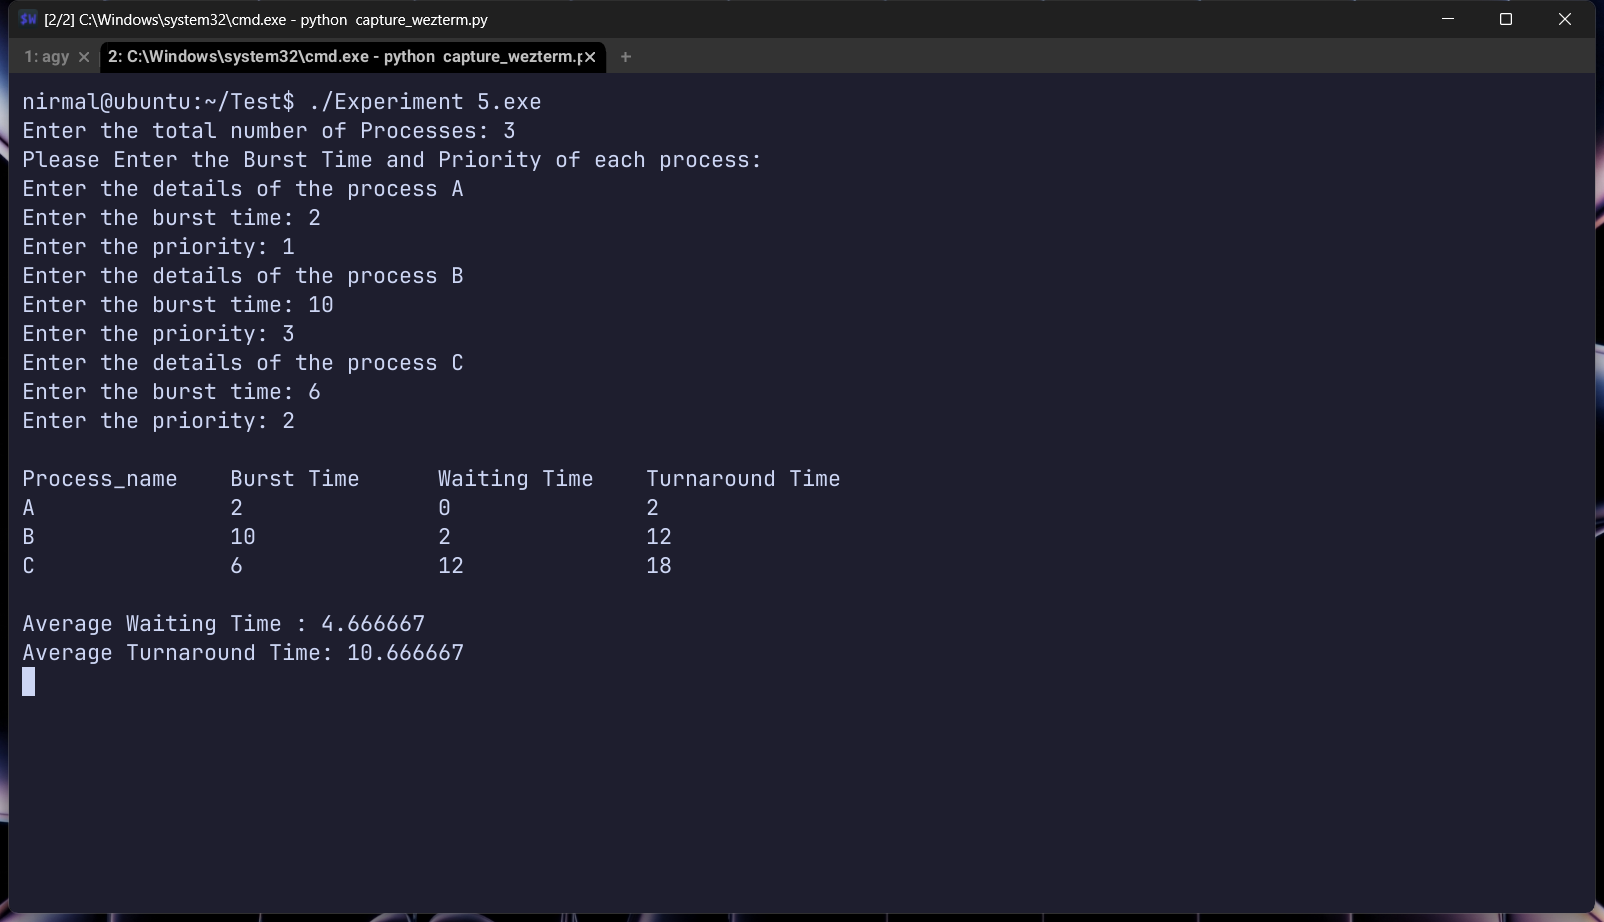 [2/2] C:\Windows\system32\cmd.exe - python  capture_wezterm.py
1: agy
2: C:\Windows\system32\cmd.exe - python  capture_wezterm.p
nirmal@ubuntu:~/Test$ ./Experiment 5.exe
Enter the total number of Processes: 3
Please Enter the Burst Time and Priority of each process:
Enter the details of the process A
Enter the burst time: 2
Enter the priority: 1
Enter the details of the process B
Enter the burst time: 10
Enter the priority: 3
Enter the details of the process C
Enter the burst time: 6
Enter the priority: 2
Process_name    Burst Time      Waiting Time    Turnaround Time
A               2               0               2
B               10              2               12
C               6               12              18
Average Waiting Time : 4.666667
Average Turnaround Time: 10.666667